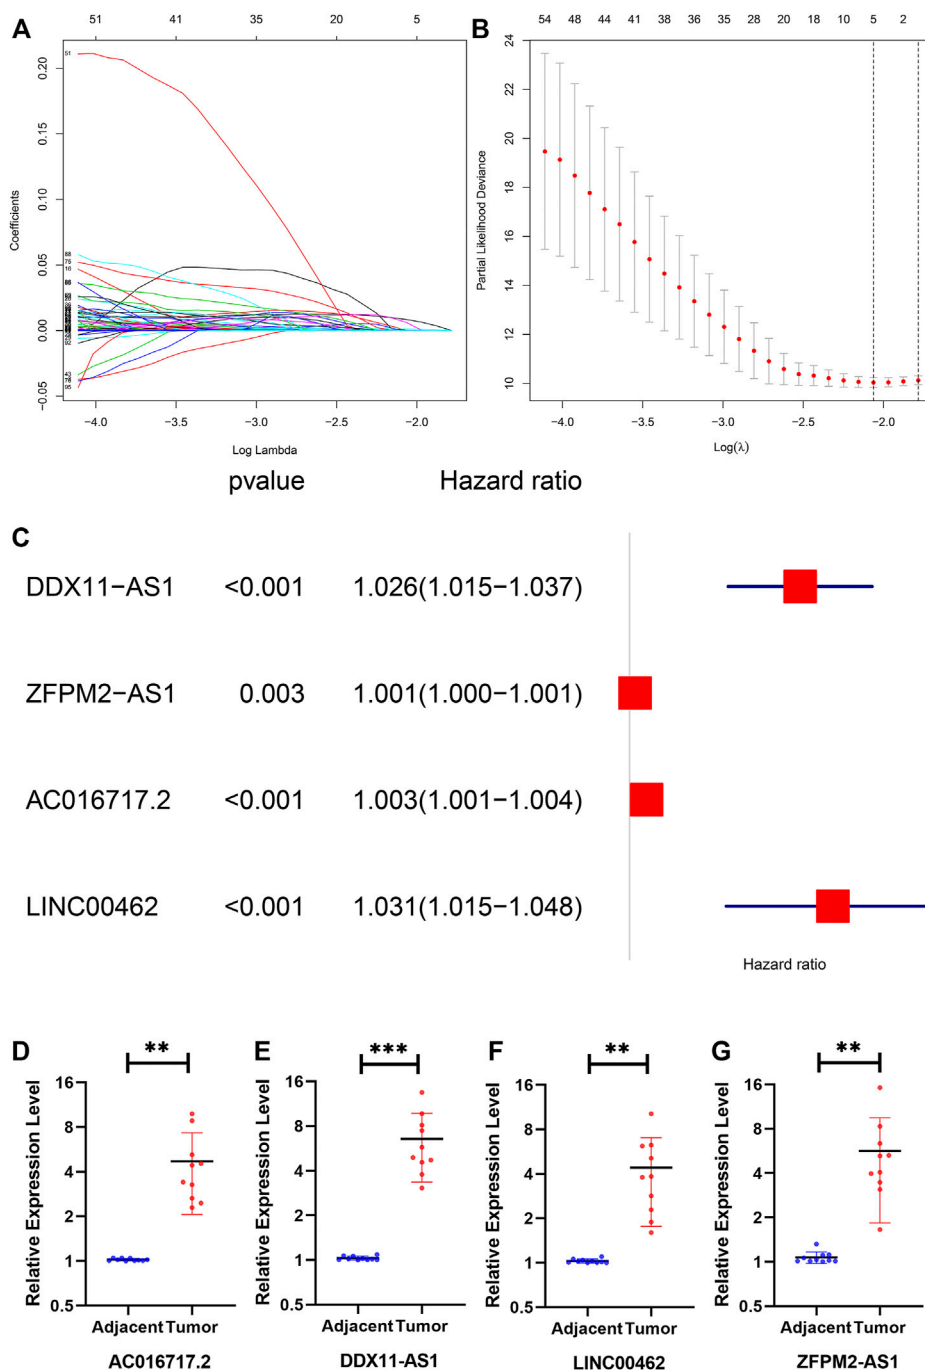 A
51 41 35 20 5
0.20
0.15
0.10
0.05
0.00
−0.05
Coefficients
51
88
75
18
92
43
76
95
−4.0 −3.5 −3.0 −2.5 −2.0
Log Lambda
B
54 48 44 41 38 36 35 28 20 18 10 5 2
24
22
20
18
16
14
12
10
Partial Likelihood Deviance
−4.0 −3.5 −3.0 −2.5 −2.0
Log(λ)
pvalue Hazard ratio
C
DDX11−AS1 <0.001 1.026(1.015−1.037)
ZFPM2−AS1 0.003 1.001(1.000−1.001)
AC016717.2 <0.001 1.003(1.001−1.004)
LINC00462 <0.001 1.031(1.015−1.048)
Hazard ratio
D
**
Relative Expression Level
16
8
4
2
1
0.5
Adjacent Tumor
AC016717.2
E
***
Relative Expression Level
16
8
4
2
1
0.5
Adjacent Tumor
DDX11-AS1
F
**
Relative Expression Level
16
8
4
2
1
0.5
Adjacent Tumor
LINC00462
G
**
Relative Expression Level
16
8
4
2
1
0.5
Adjacent Tumor
ZFPM2-AS1